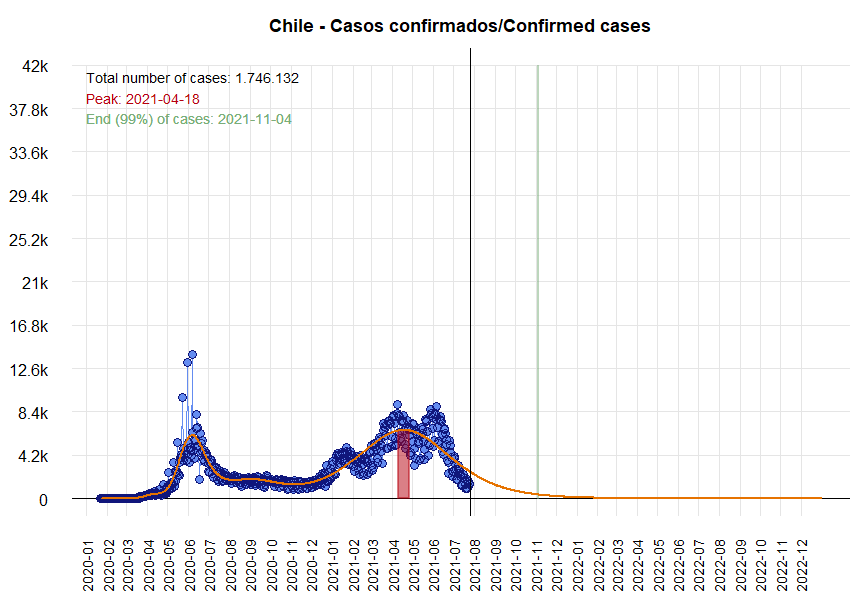 Chile - Casos confirmados/Confirmed cases
42k
Total number of cases: 1.746.132
Peak: 2021-04-18
End (99%) of cases: 2021-11-04
37.8k
33.6k
29.4k
25.2k
21k
16.8k
12.6k
8.4k
4.2k
0
2020-01
2020-02
2020-03
2020-04
2020-05
2020-06
2020-07
2020-08
2020-09
2020-10
2020-11
2020-12
2021-01
2021-02
2021-03
2021-04
2021-05
2021-06
2021-07
2021-08
2021-09
2021-10
2021-11
2021-12
2022-01
2022-02
2022-03
2022-04
2022-05
2022-06
2022-07
2022-08
2022-09
2022-10
2022-11
2022-12